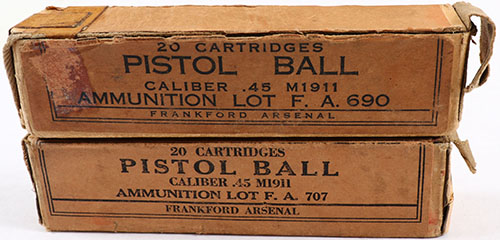 20 CARTRIDGES
PISTOL BALL
CALIBER .45 M1911
AMMUNITION LOT F. A. 690
FRANKFORD ARSENAL
20 CARTRIDGES
PISTOL BALL
CALIBER .45 M1911
AMMUNITION LOT F. A. 707
FRANKFORD ARSENAL